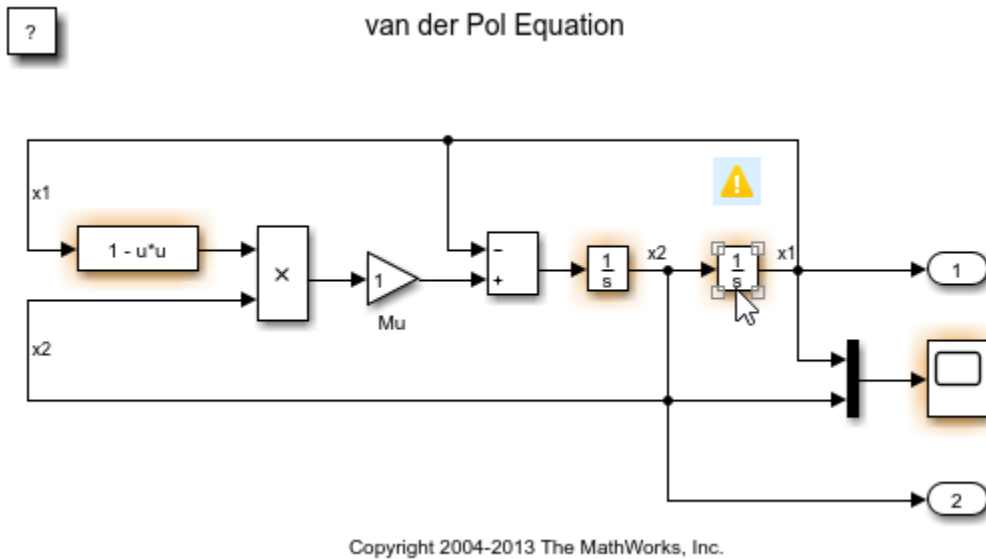 ?
van der Pol Equation
x1
1 - u*u
×
1
Mu
−
+
1
s
x2
1
s
x1
1
x2
2
Copyright 2004-2013 The MathWorks, Inc.